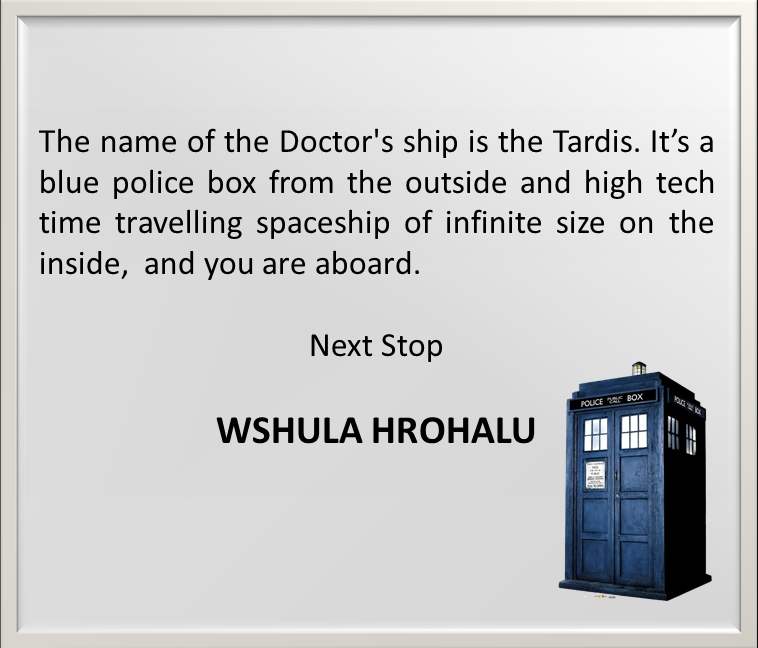 The name of the Doctor's ship is the Tardis. It’s a
blue police box from the outside and high tech
time travelling spaceship of infinite size on the
inside,  and you are aboard.
Next Stop
WSHULA HROHALU
POLICE PUBLIC CALL BOX